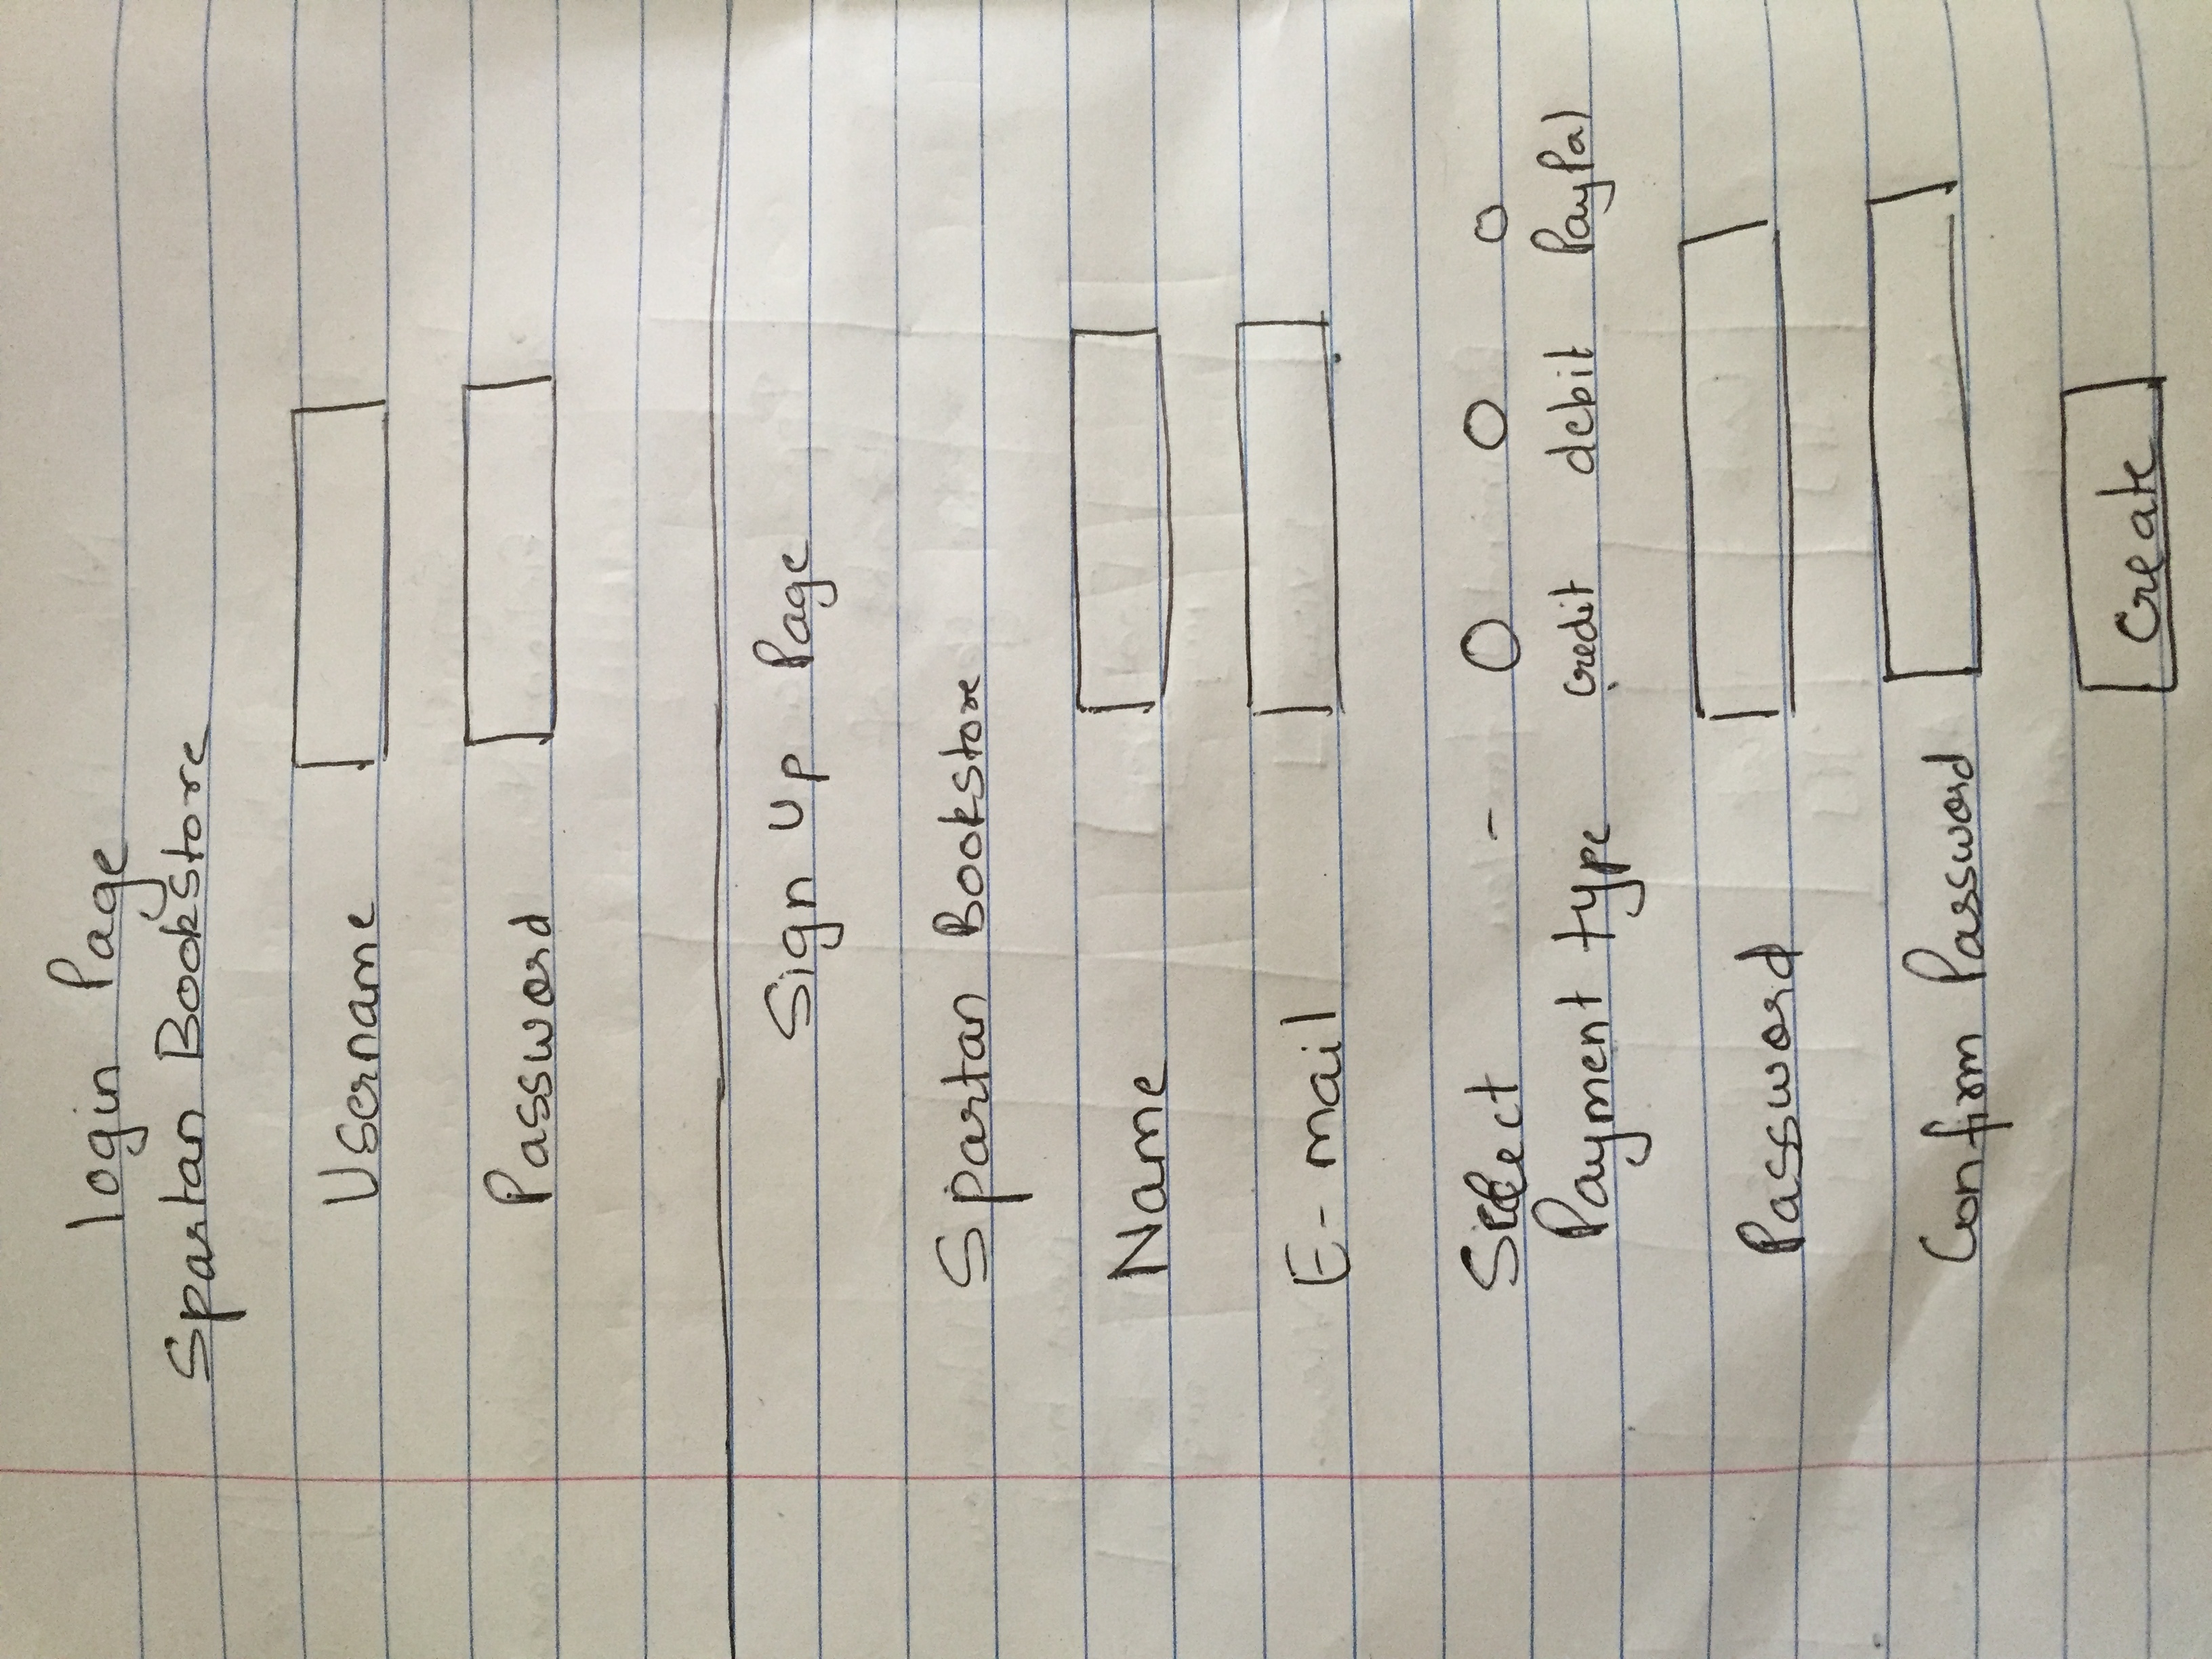 login Page
Spartan Bookstore
Username
Password
Sign Up Page
Spartan Bookstore
Name
E-mail
Select -
Payment type credit debit PayPal
Password
Confirm Password
Create